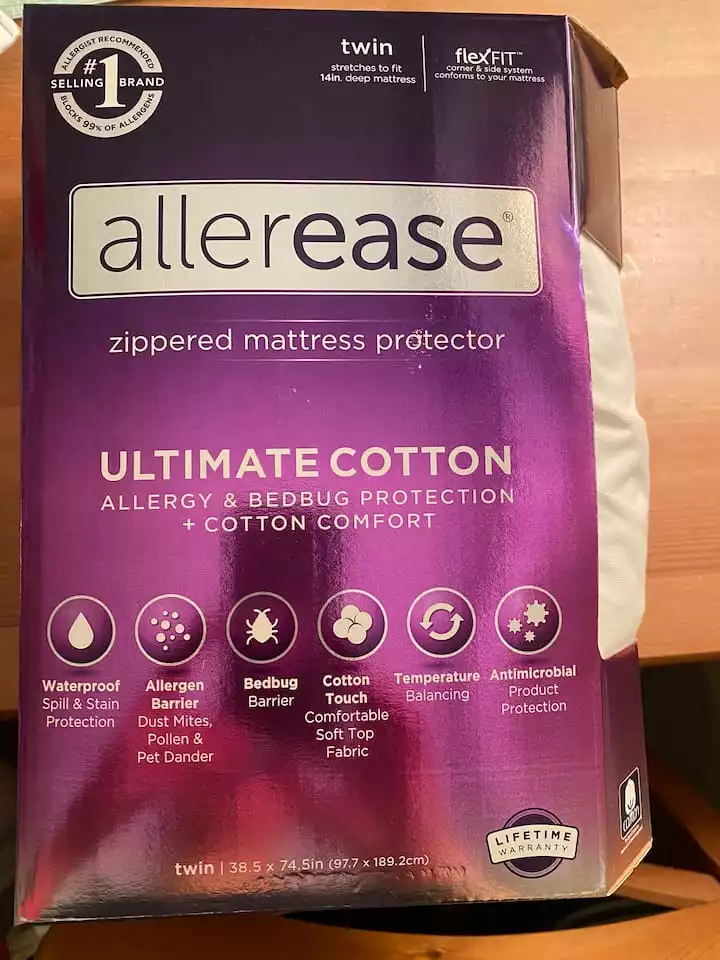 ALLERGIST RECOMMENDED
#1
SELLING BRAND
BLOCKS 99% OF ALLERGENS
twin
stretches to fit
14in. deep mattress
flexFIT™
corner & side system
conforms to your mattress
allerease®
zippered mattress protector
ULTIMATE COTTON
ALLERGY & BEDBUG PROTECTION
+ COTTON COMFORT
Waterproof
Spill & Stain
Protection
Allergen
Barrier
Dust Mites,
Pollen &
Pet Dander
Bedbug
Barrier
Cotton
Touch
Comfortable
Soft Top
Fabric
Temperature
Balancing
Antimicrobial
Product
Protection
LIFETIME
WARRANTY
twin | 38.5 x 74.5in (97.7 x 189.2cm)
cotton